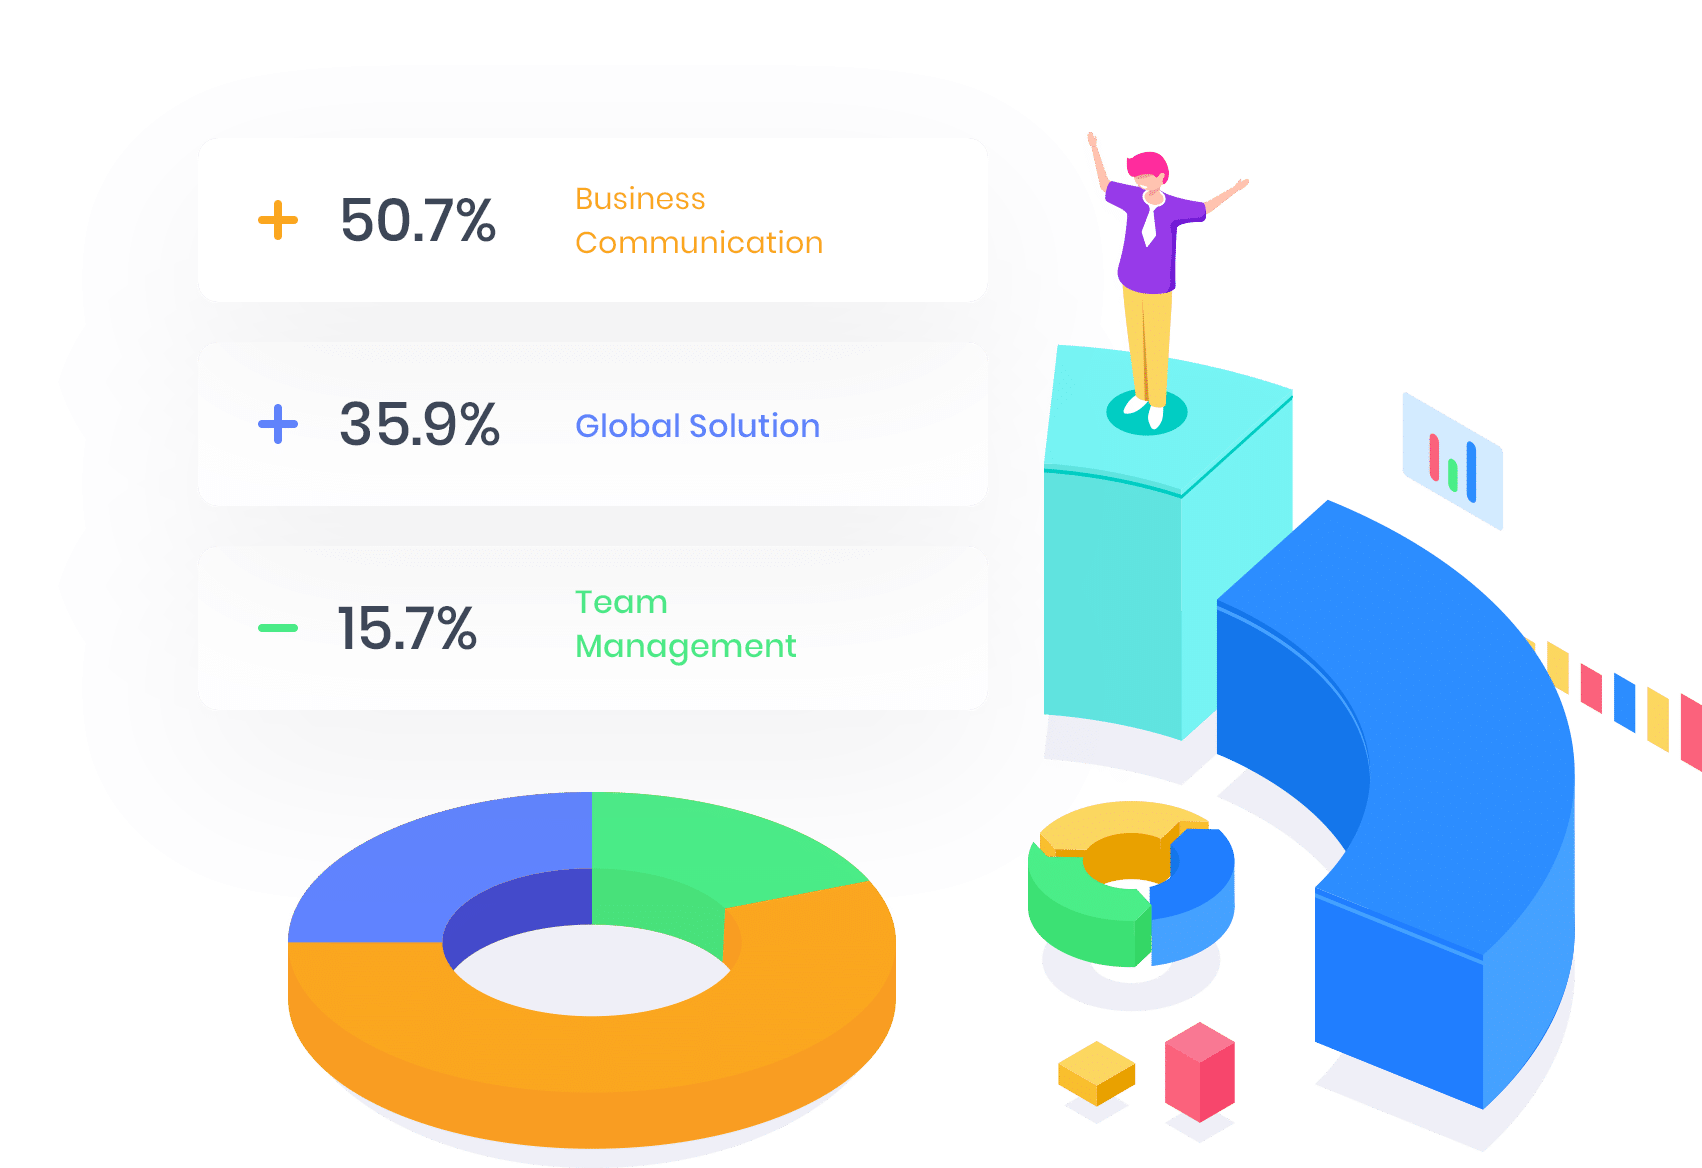 + 50.7% Business
Communication
+ 35.9% Global Solution
− 15.7% Team
Management